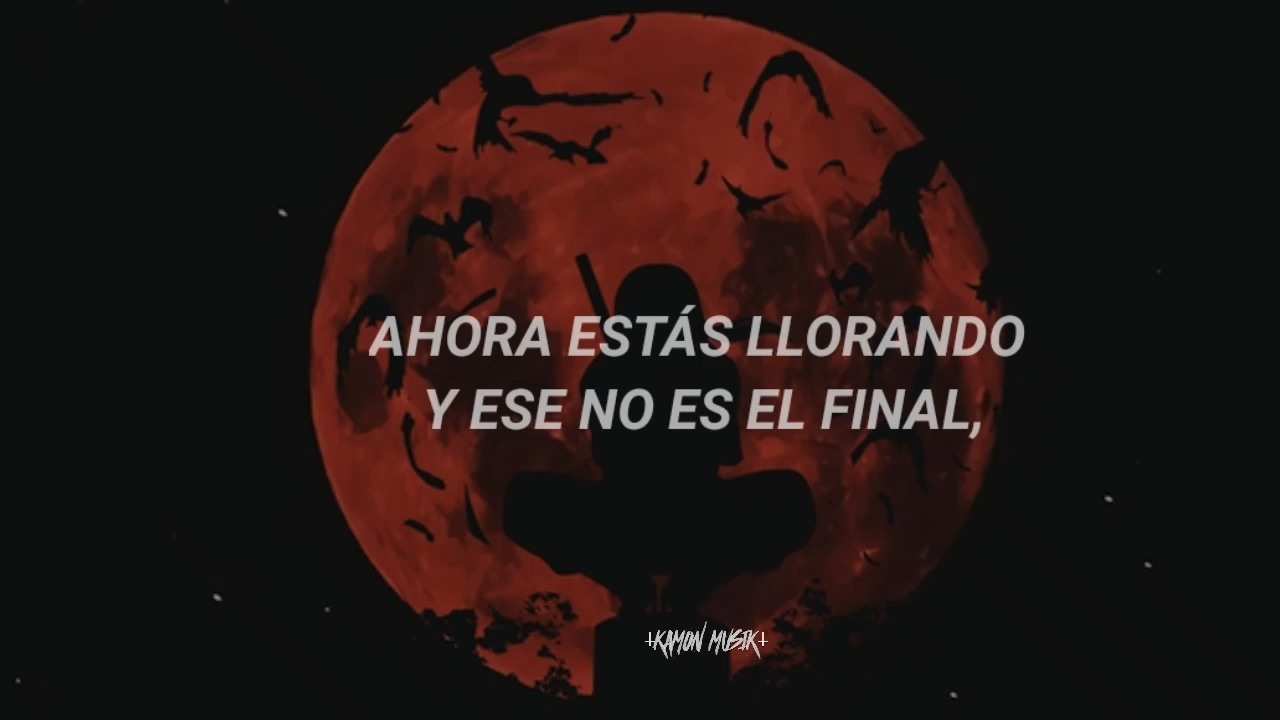 AHORA ESTÁS LLORANDO
Y ESE NO ES EL FINAL,
+KAMON MUSIK+